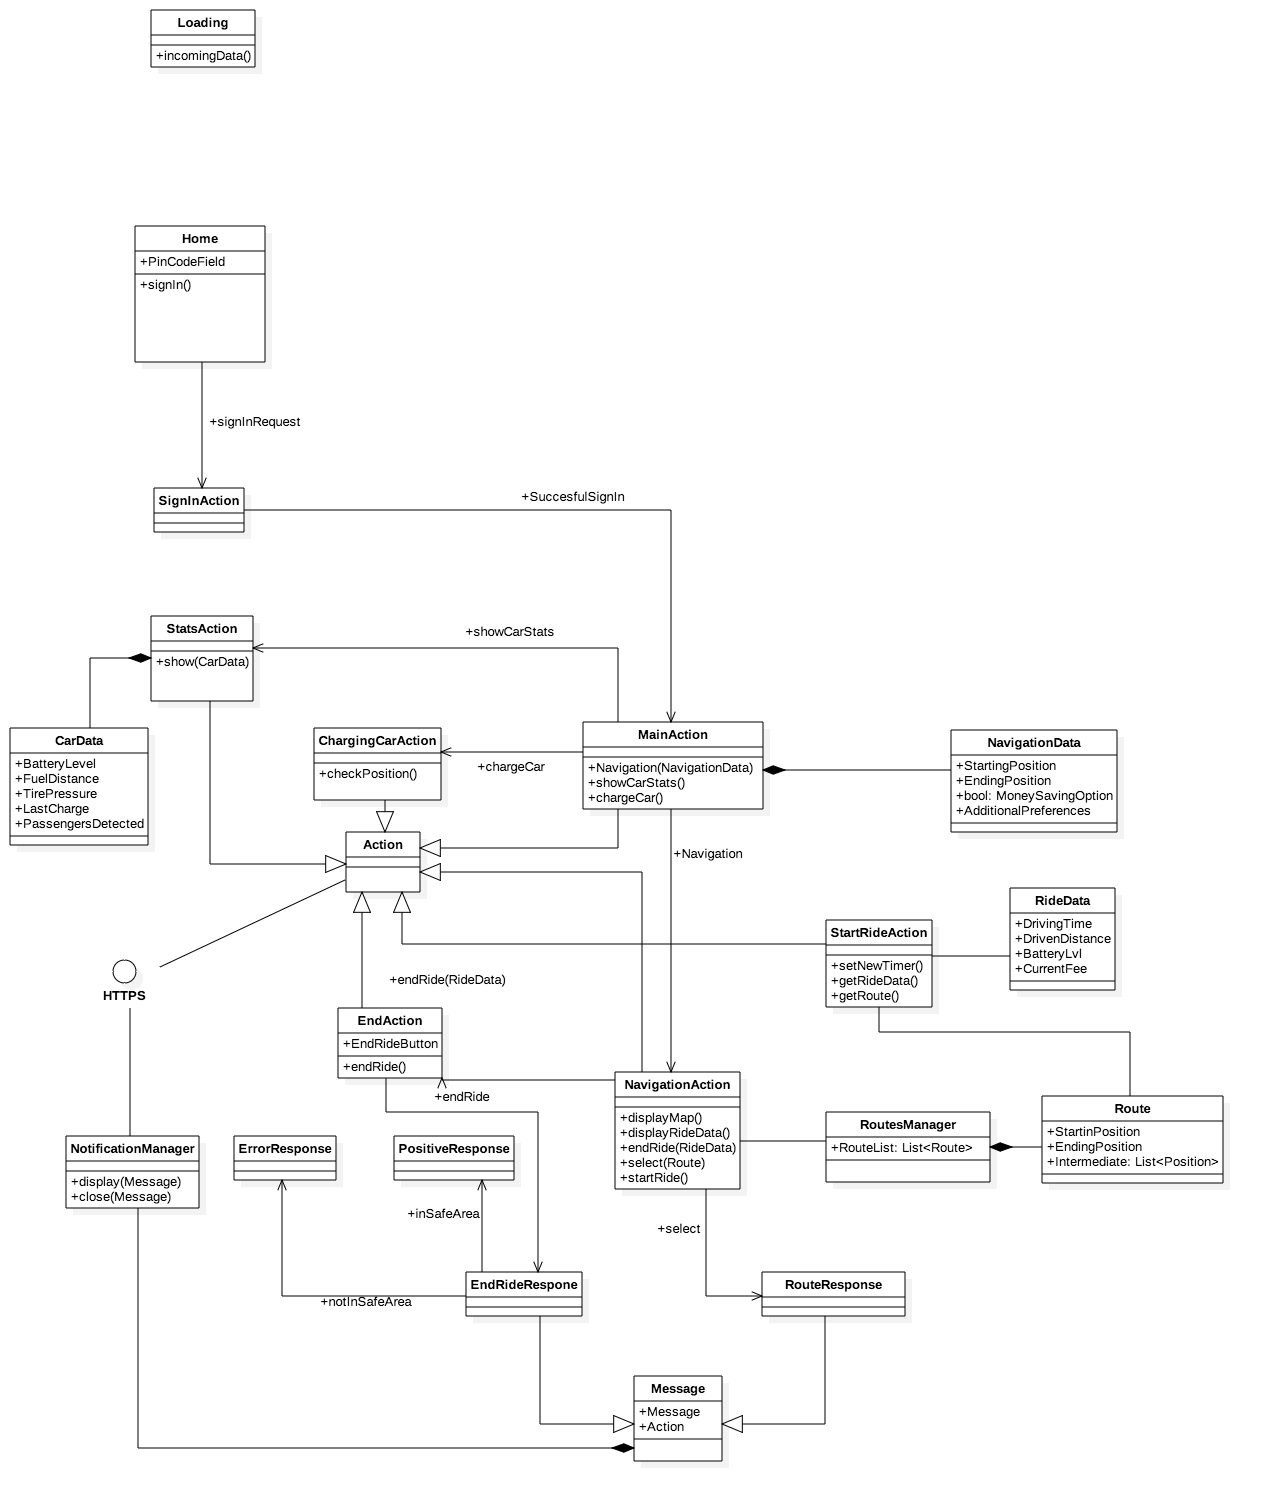 Loading
+incomingData()
Home
+PinCodeField
+signIn()
+signInRequest
SignInAction
+SuccesfulSignIn
StatsAction
+show(CarData)
+showCarStats
CarData
+BatteryLevel
+FuelDistance
+TirePressure
+LastCharge
+PassengersDetected
ChargingCarAction
+checkPosition()
+chargeCar
MainAction
+Navigation(NavigationData)
+showCarStats()
+chargeCar()
NavigationData
+StartingPosition
+EndingPosition
+bool: MoneySavingOption
+AdditionalPreferences
Action
+Navigation
RideData
+DrivingTime
+DrivenDistance
+BatteryLvl
+CurrentFee
StartRideAction
+setNewTimer()
+getRideData()
+getRoute()
HTTPS
+endRide(RideData)
EndAction
+EndRideButton
+endRide()
+endRide
NavigationAction
+displayMap()
+displayRideData()
+endRide(RideData)
+select(Route)
+startRide()
RoutesManager
+RouteList: List<Route>
Route
+StartinPosition
+EndingPosition
+Intermediate: List<Position>
NotificationManager
+display(Message)
+close(Message)
ErrorResponse
PositiveResponse
+inSafeArea
+select
EndRideRespone
+notInSafeArea
RouteResponse
Message
+Message
+Action